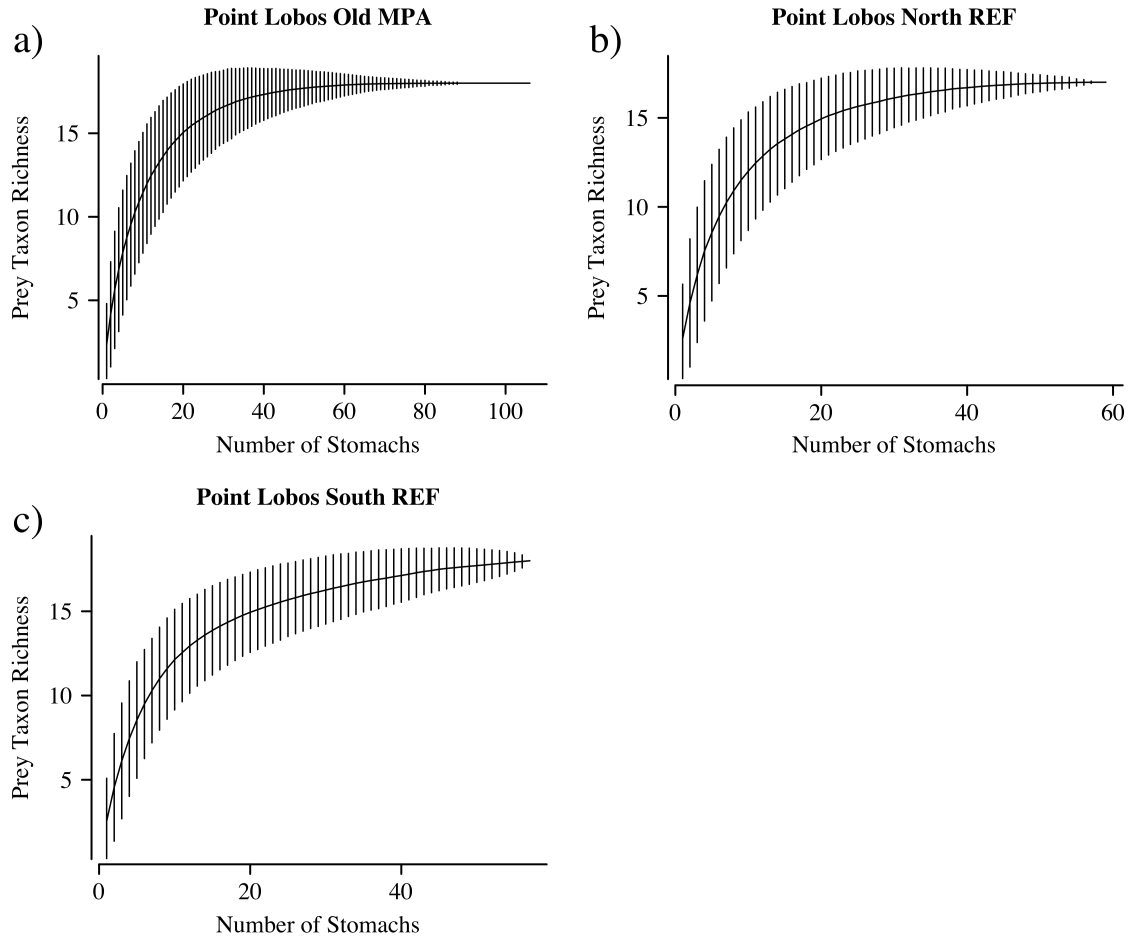 Point Lobos Old MPA
a)
Prey Taxon Richness
15
10
5
0 20 40 60 80 100
Number of Stomachs
Point Lobos North REF
b)
Prey Taxon Richness
15
10
5
0 20 40 60
Number of Stomachs
Point Lobos South REF
c)
Prey Taxon Richness
15
10
5
0 20 40
Number of Stomachs